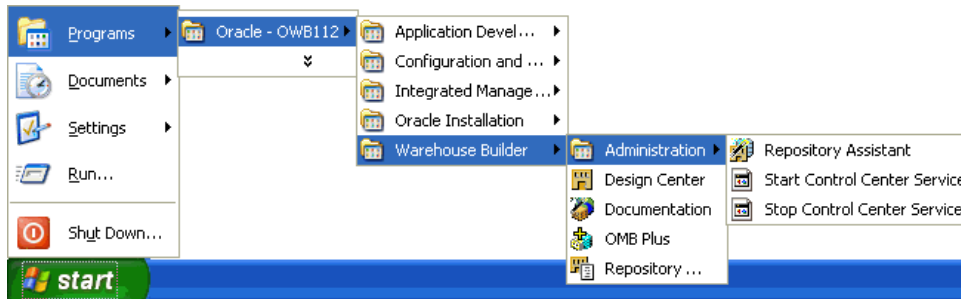 Programs
Documents
Settings
Run...
Shut Down...
start
Oracle - OWB112
Application Devel...
Configuration and ...
Integrated Manage...
Oracle Installation
Warehouse Builder
Administration
Design Center
Documentation
OMB Plus
Repository ...
Repository Assistant
Start Control Center Service
Stop Control Center Service